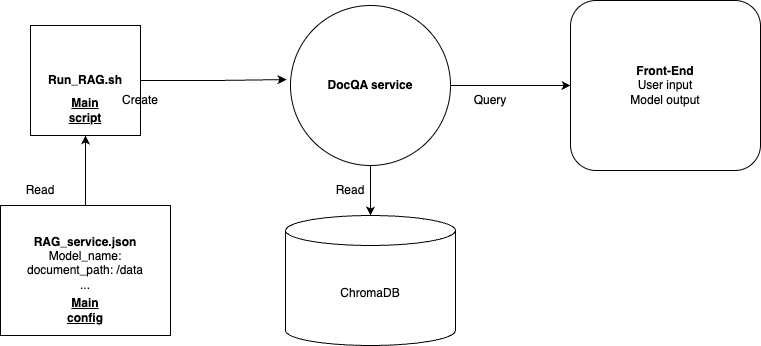 Run_RAG.sh
Main
script
Create
DocQA service
Query
Front-End
User input
Model output
Read
Read
RAG_service.json
Model_name:
document_path: /data
...
Main
config
ChromaDB